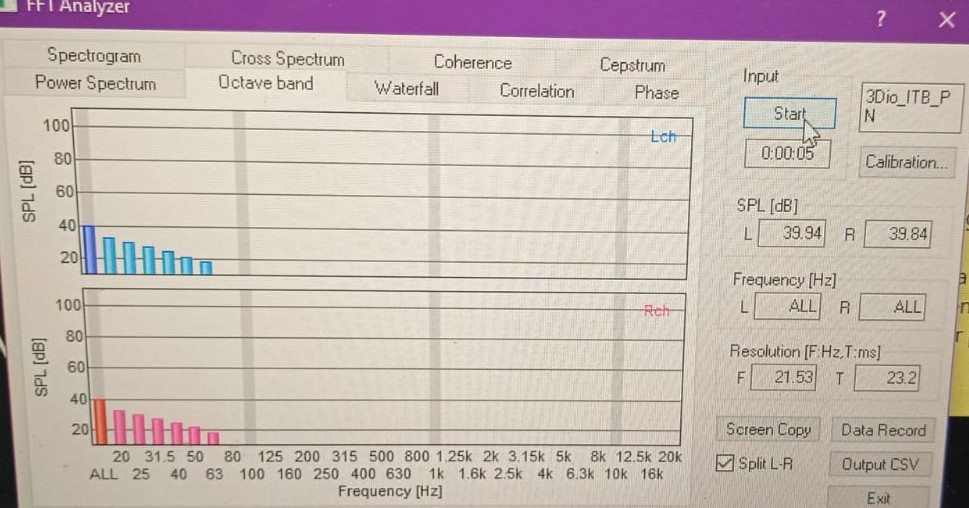 FFT Analyzer
?
Spectrogram Cross Spectrum Coherence Cepstrum
Power Spectrum Octave band Waterfall Correlation Phase
Input
Start
3Dio_ITB_P
N
0:00:05
Calibration...
100
80
60
40
20
SPL [dB]
Lch
SPL [dB]
L 39.94 R 39.84
Frequency [Hz]
L ALL R ALL
100
80
60
40
20
SPL [dB]
Rch
Resolution [F:Hz,T:ms]
F 21.53 T 23.2
Screen Copy Data Record
Split L-R Output CSV
Exit
20 31.5 50 80 125 200 315 500 800 1.25k 2k 3.15k 5k 8k 12.5k 20k
ALL 25 40 63 100 160 250 400 630 1k 1.6k 2.5k 4k 6.3k 10k 16k
Frequency [Hz]